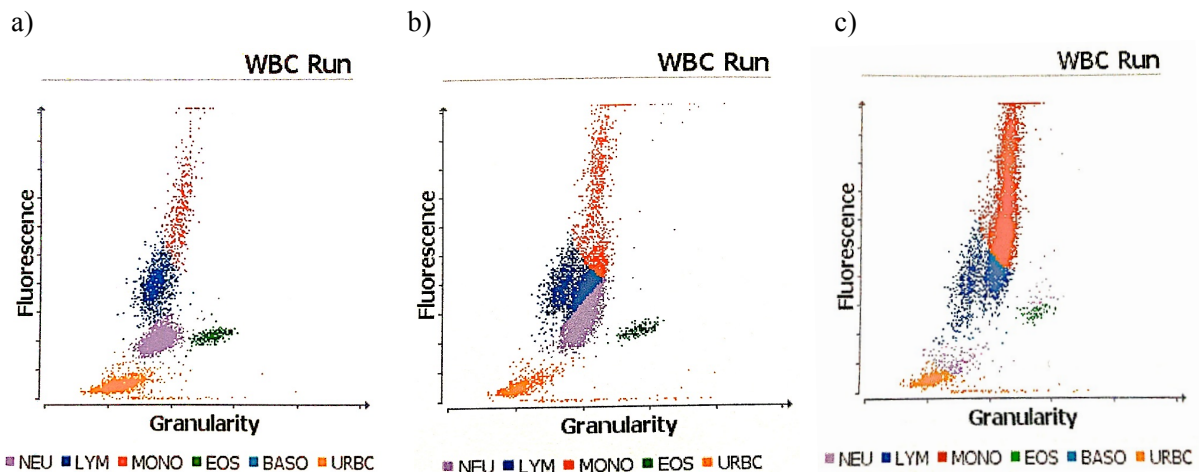 a)
WBC Run
Fluorescence
Granularity
NEU LYM MONO EOS BASO URBC
b)
WBC Run
Fluorescence
Granularity
NEU LYM MONO EOS URBC
c)
WBC Run
Fluorescence
Granularity
NEU LYM MONO EOS BASO URBC